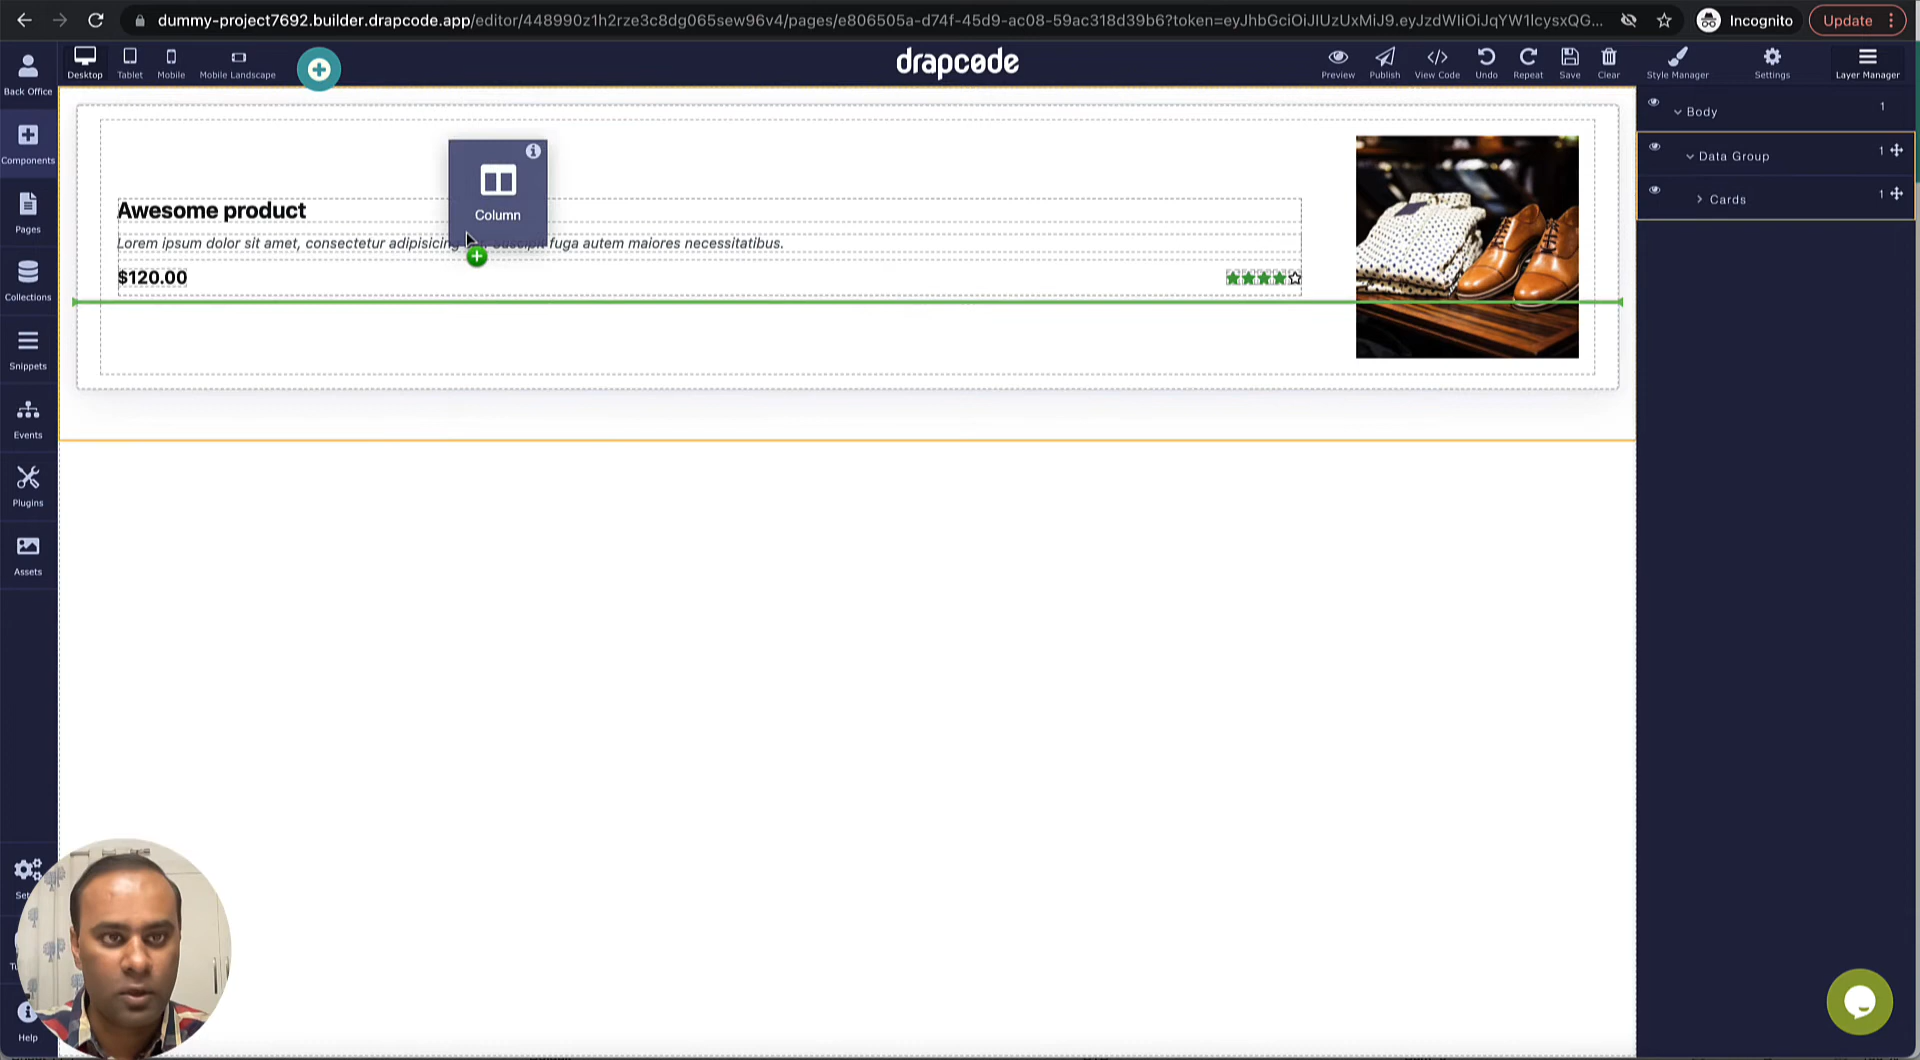 dummy-project7692.builder.drapcode.app/editor/448990z1h2rze3c8dg065sew96v4/pages/e806505a-d74f-45d9-ac08-59ac318d39b6?token=eyJhbGciOiJIUzUxMiJ9.eyJzdWIiOiJqYW1lcysxQG...
Incognito
Update
Back Office
Desktop
Tablet
Mobile
Mobile Landscape
drapcode
Preview
Publish
View Code
Undo
Repeat
Save
Clear
Style Manager
Settings
Layer Manager
Components
Pages
Collections
Snippets
Events
Plugins
Assets
Help
Column
Awesome product
Lorem ipsum dolor sit amet, consectetur adipisicing fuga autem maiores necessitatibus.
$120.00
Body 1
Data Group 1
Cards 1